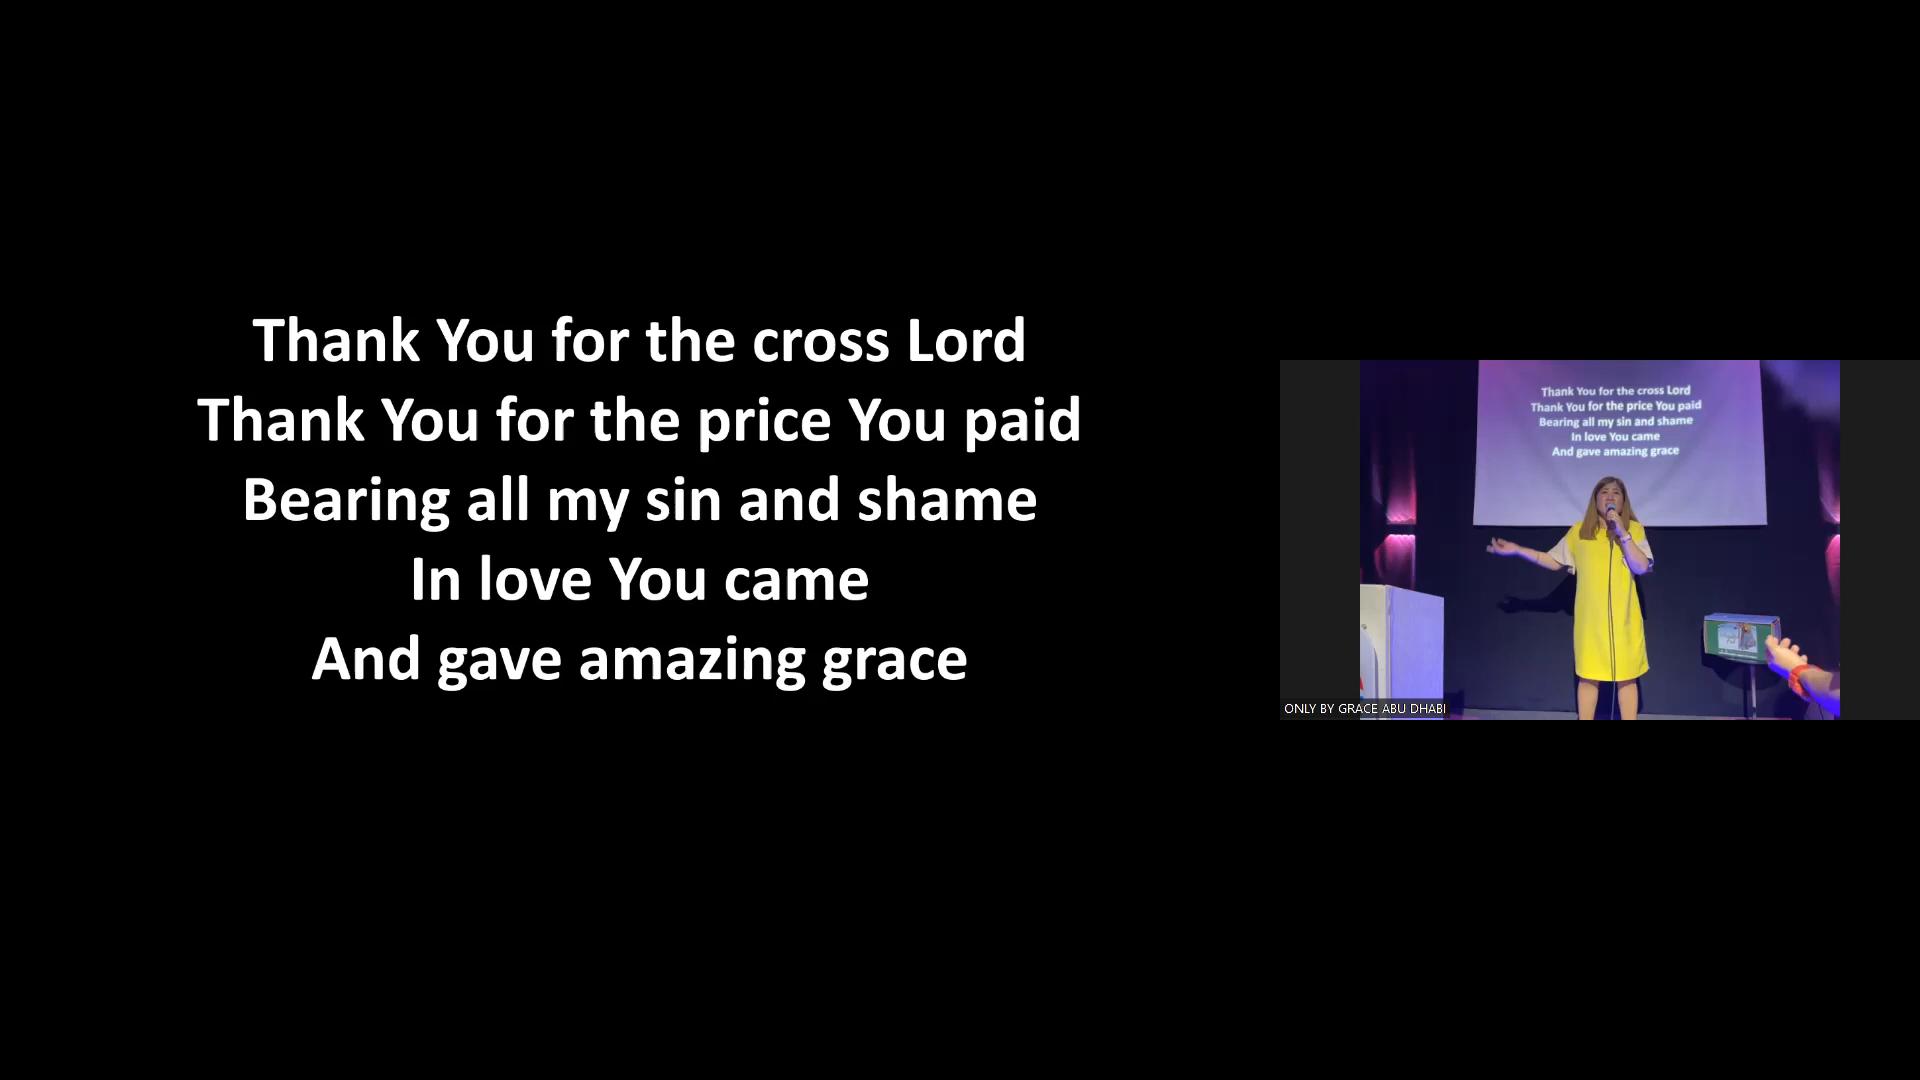 Thank You for the cross Lord
Thank You for the price You paid
Bearing all my sin and shame
In love You came
And gave amazing grace
Thank You for the cross Lord
Thank You for the price You paid
Bearing all my sin and shame
In love You came
And gave amazing grace
ONLY BY GRACE ABU DHABI